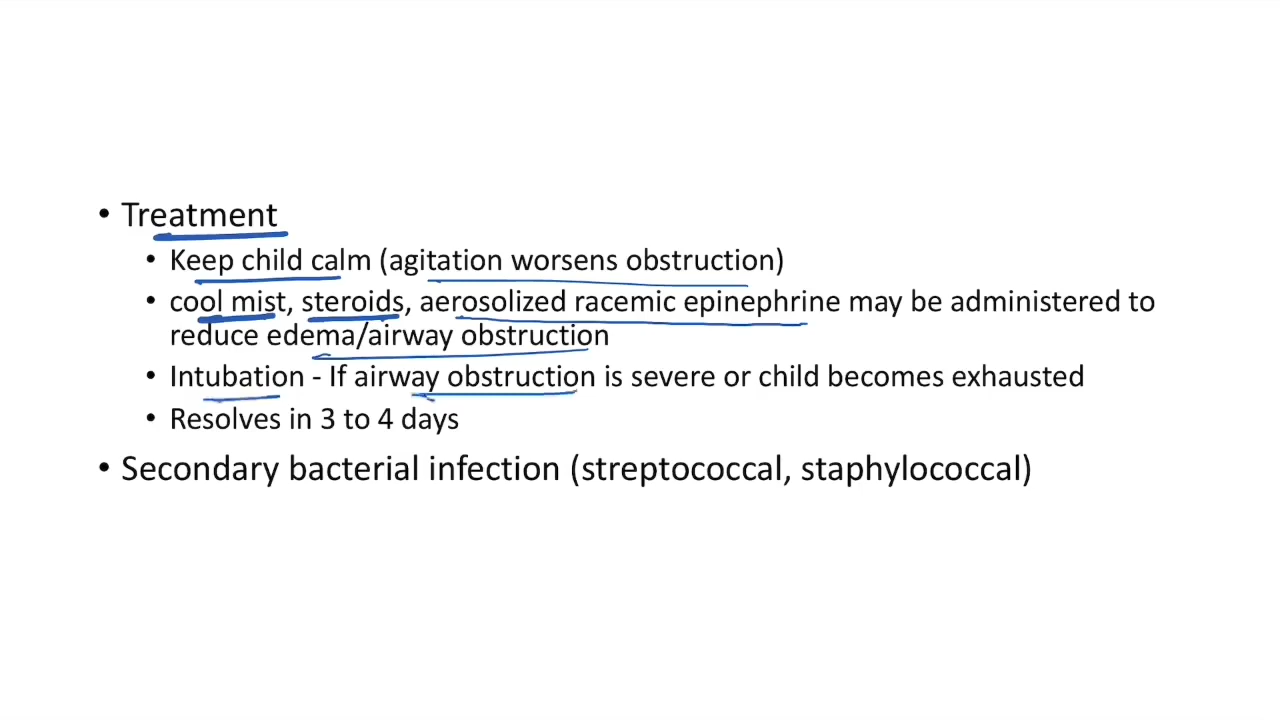 • Treatment
• Keep child calm (agitation worsens obstruction)
• cool mist, steroids, aerosolized racemic epinephrine may be administered to
reduce edema/airway obstruction
• Intubation - If airway obstruction is severe or child becomes exhausted
• Resolves in 3 to 4 days
• Secondary bacterial infection (streptococcal, staphylococcal)